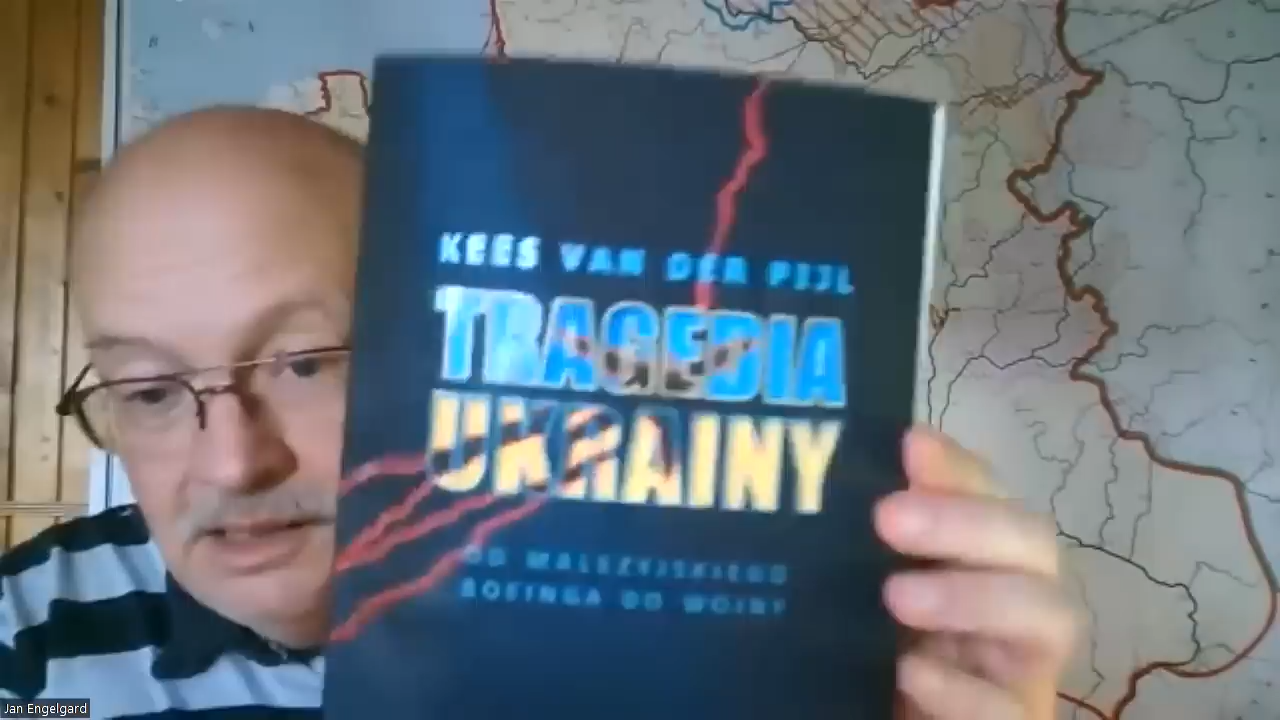 KEES VAN DER PIJL
TRAGEDIA
UKRAINY
OD MALEZYJSKIEGO
BOEINGA DO WOJNY
Jan Engelgard